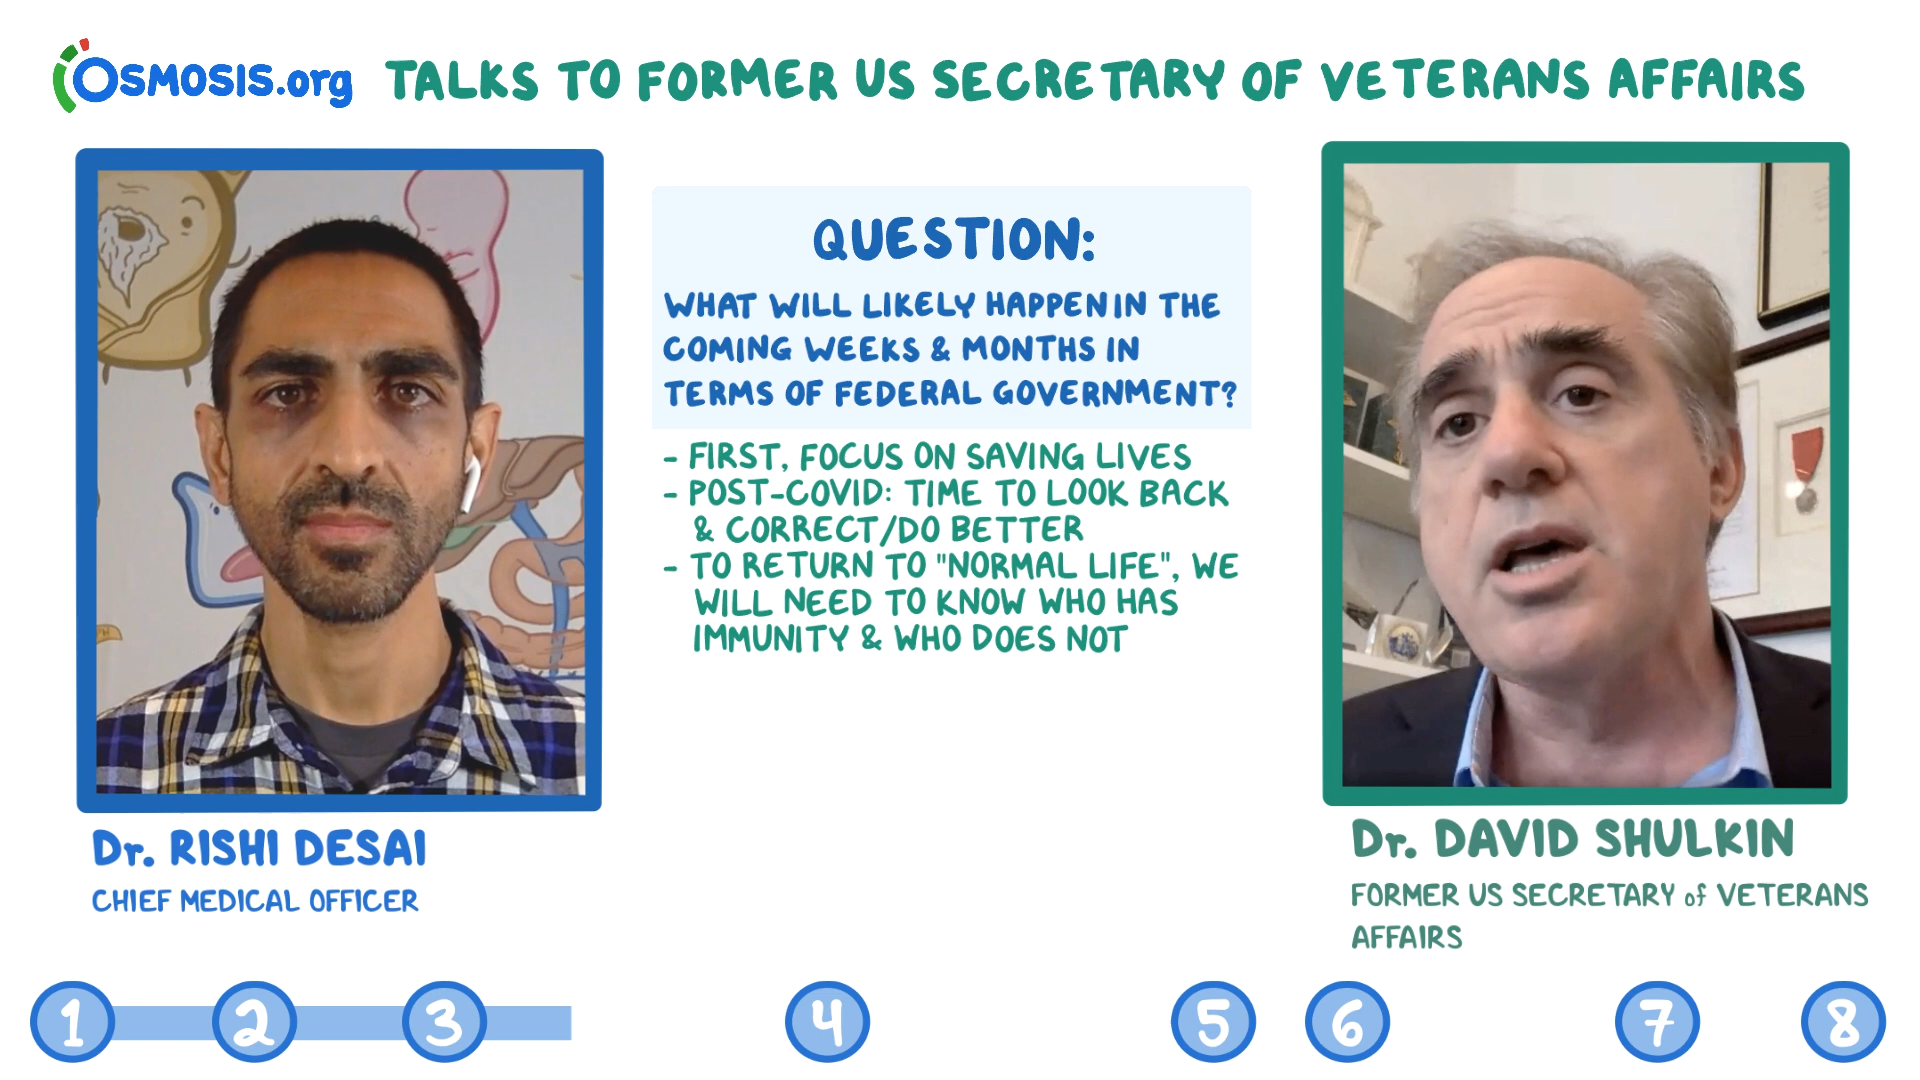 Osmosis.org TALKS TO FORMER US SECRETARY OF VETERANS AFFAIRS
QUESTION:
WHAT WILL LIKELY HAPPEN IN THE
COMING WEEKS & MONTHS IN
TERMS OF FEDERAL GOVERNMENT?
- FIRST, FOCUS ON SAVING LIVES
- POST-COVID: TIME TO LOOK BACK
& CORRECT/DO BETTER
- TO RETURN TO "NORMAL LIFE", WE
WILL NEED TO KNOW WHO HAS
IMMUNITY & WHO DOES NOT
Dr. RISHI DESAI
CHIEF MEDICAL OFFICER
Dr. DAVID SHULKIN
FORMER US SECRETARY of VETERANS
AFFAIRS
1 2 3 4 5 6 7 8